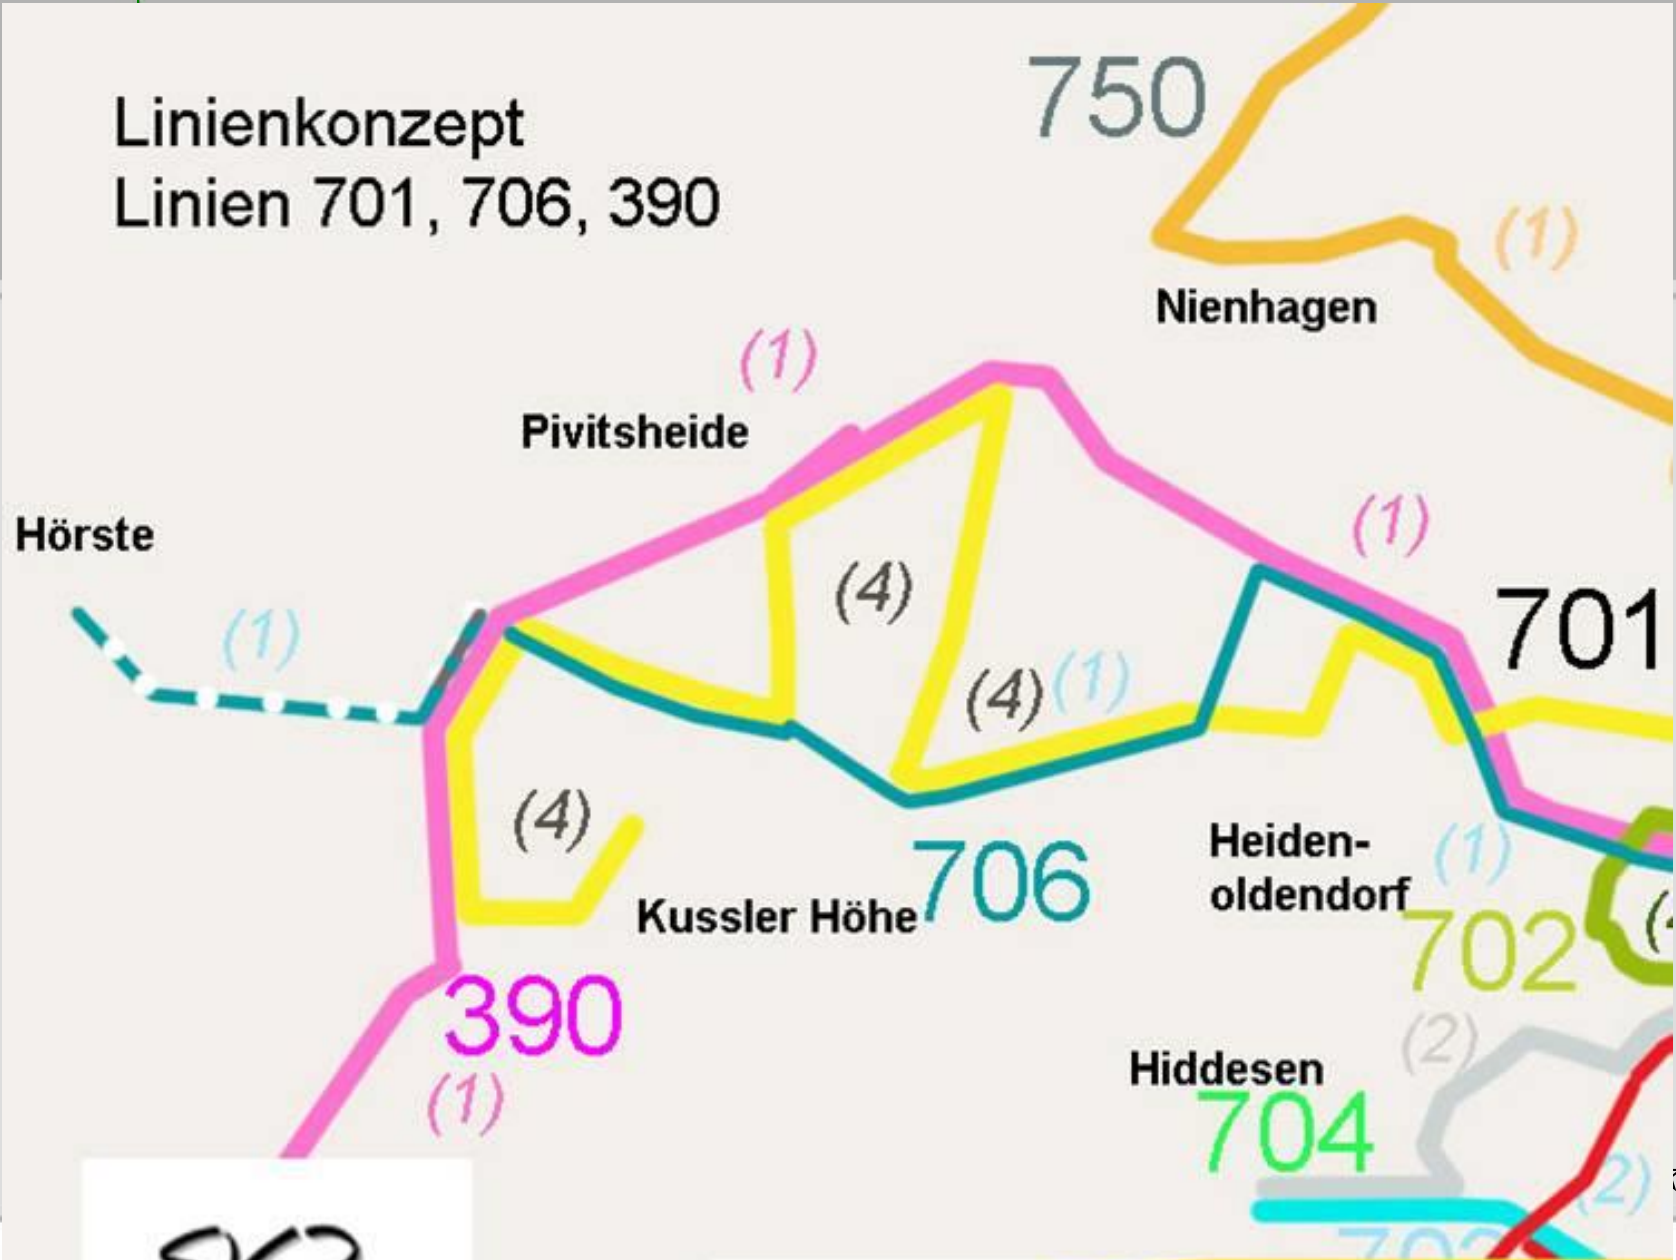 750
Linienkonzept
Linien 701, 706, 390
(1)
Nienhagen
(1)
Pivitsheide
(1)
Hörste
(4)
701
(1)
(4)
(1)
(4)
706
Heiden-
oldendorf
(1)
Kussler Höhe
702
390
(2)
Hiddesen
(1)
704
(2)